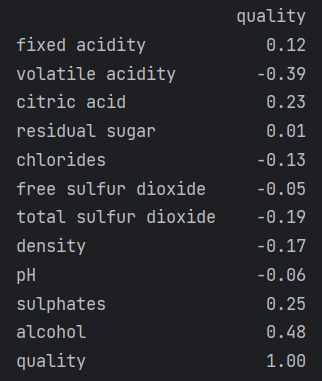 quality
fixed acidity 0.12
volatile acidity -0.39
citric acid 0.23
residual sugar 0.01
chlorides -0.13
free sulfur dioxide -0.05
total sulfur dioxide -0.19
density -0.17
pH -0.06
sulphates 0.25
alcohol 0.48
quality 1.00